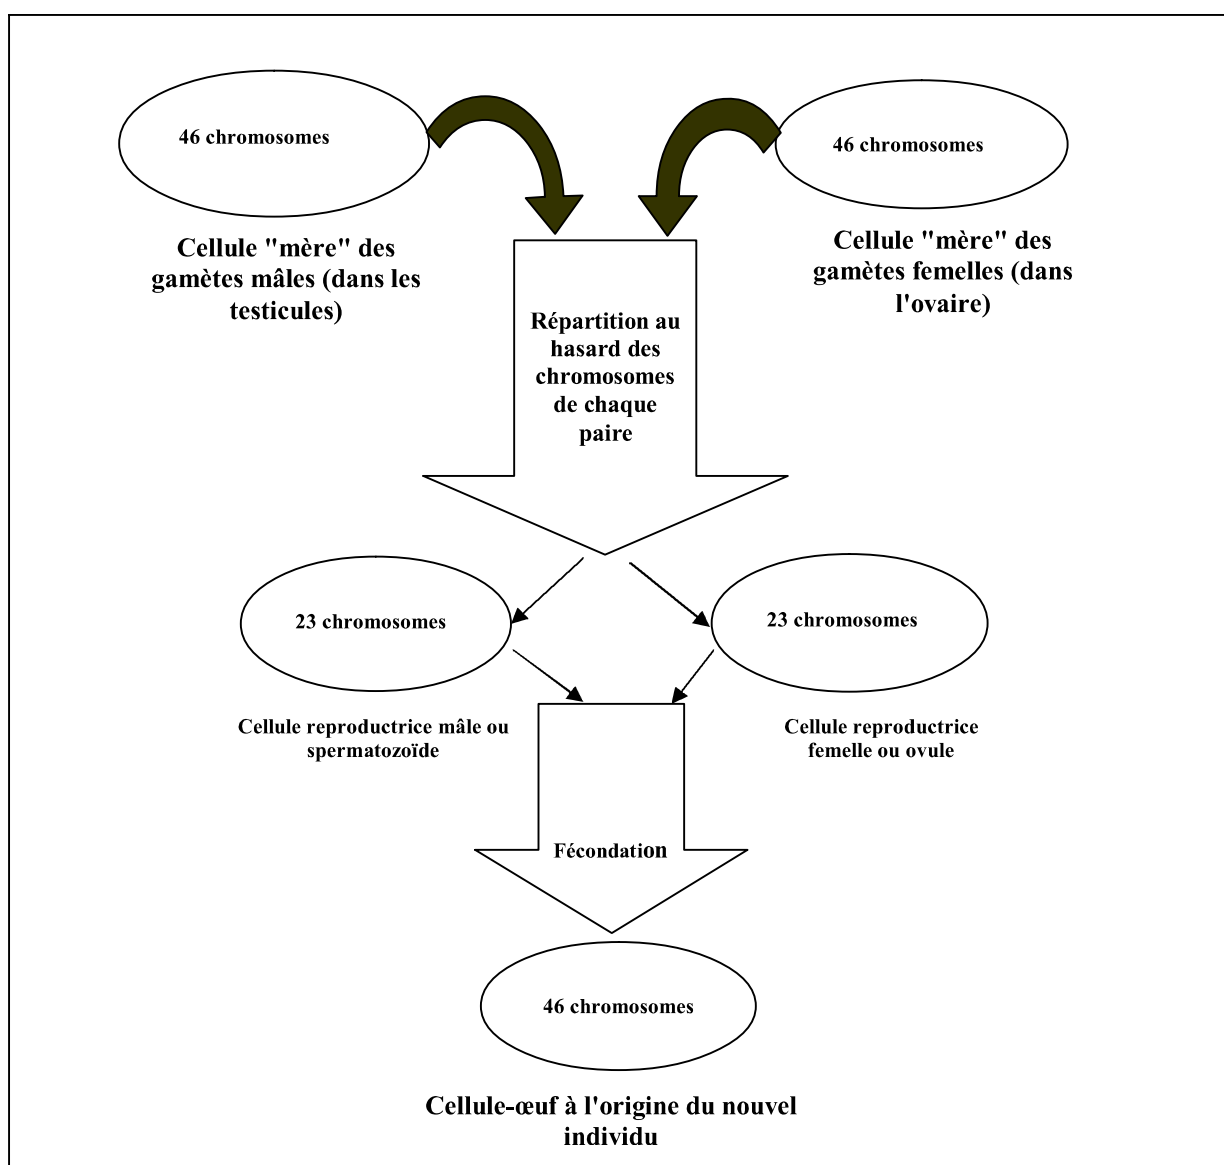 46 chromosomes
46 chromosomes
Cellule "mère" des
gamètes mâles (dans les
testicules)
Cellule "mère" des
gamètes femelles (dans
l'ovaire)
Répartition au
hasard des
chromosomes
de chaque
paire
23 chromosomes
23 chromosomes
Cellule reproductrice mâle ou
spermatozoïde
Cellule reproductrice
femelle ou ovule
Fécondation
46 chromosomes
Cellule-œuf à l'origine du nouvel
individu